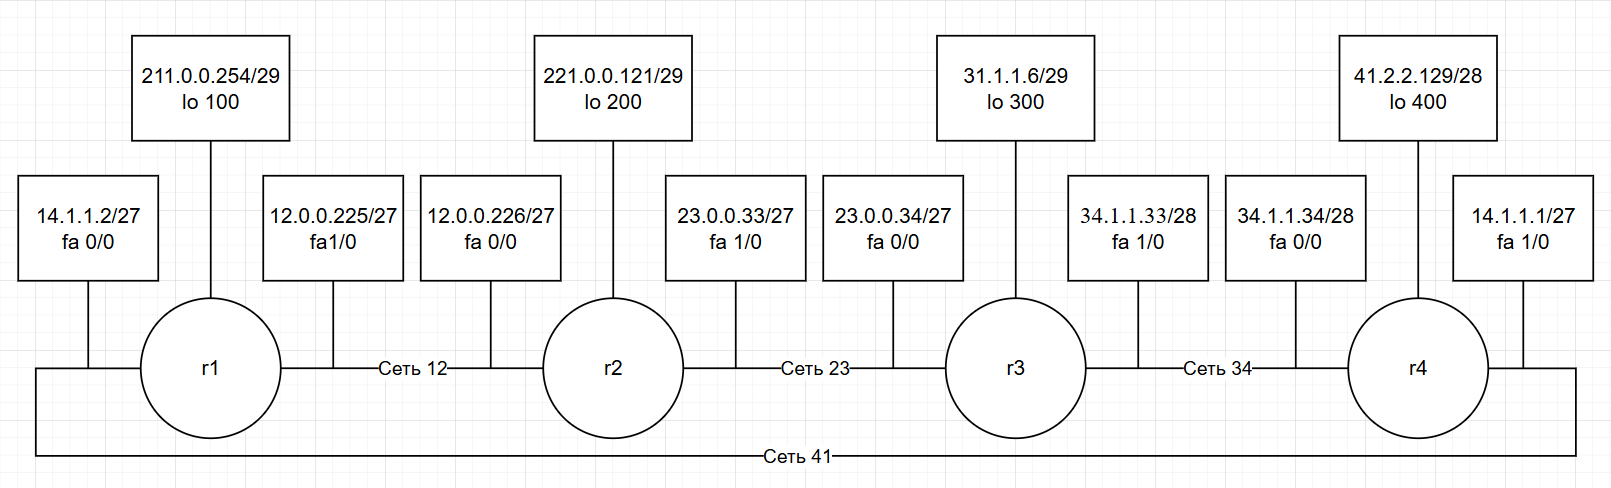 211.0.0.254/29
lo 100
221.0.0.121/29
lo 200
31.1.1.6/29
lo 300
41.2.2.129/28
lo 400
14.1.1.2/27
fa 0/0
12.0.0.225/27
fa1/0
12.0.0.226/27
fa 0/0
23.0.0.33/27
fa 1/0
23.0.0.34/27
fa 0/0
34.1.1.33/28
fa 1/0
34.1.1.34/28
fa 0/0
14.1.1.1/27
fa 1/0
r1
Сеть 12
r2
Сеть 23
r3
Сеть 34
r4
Сеть 41